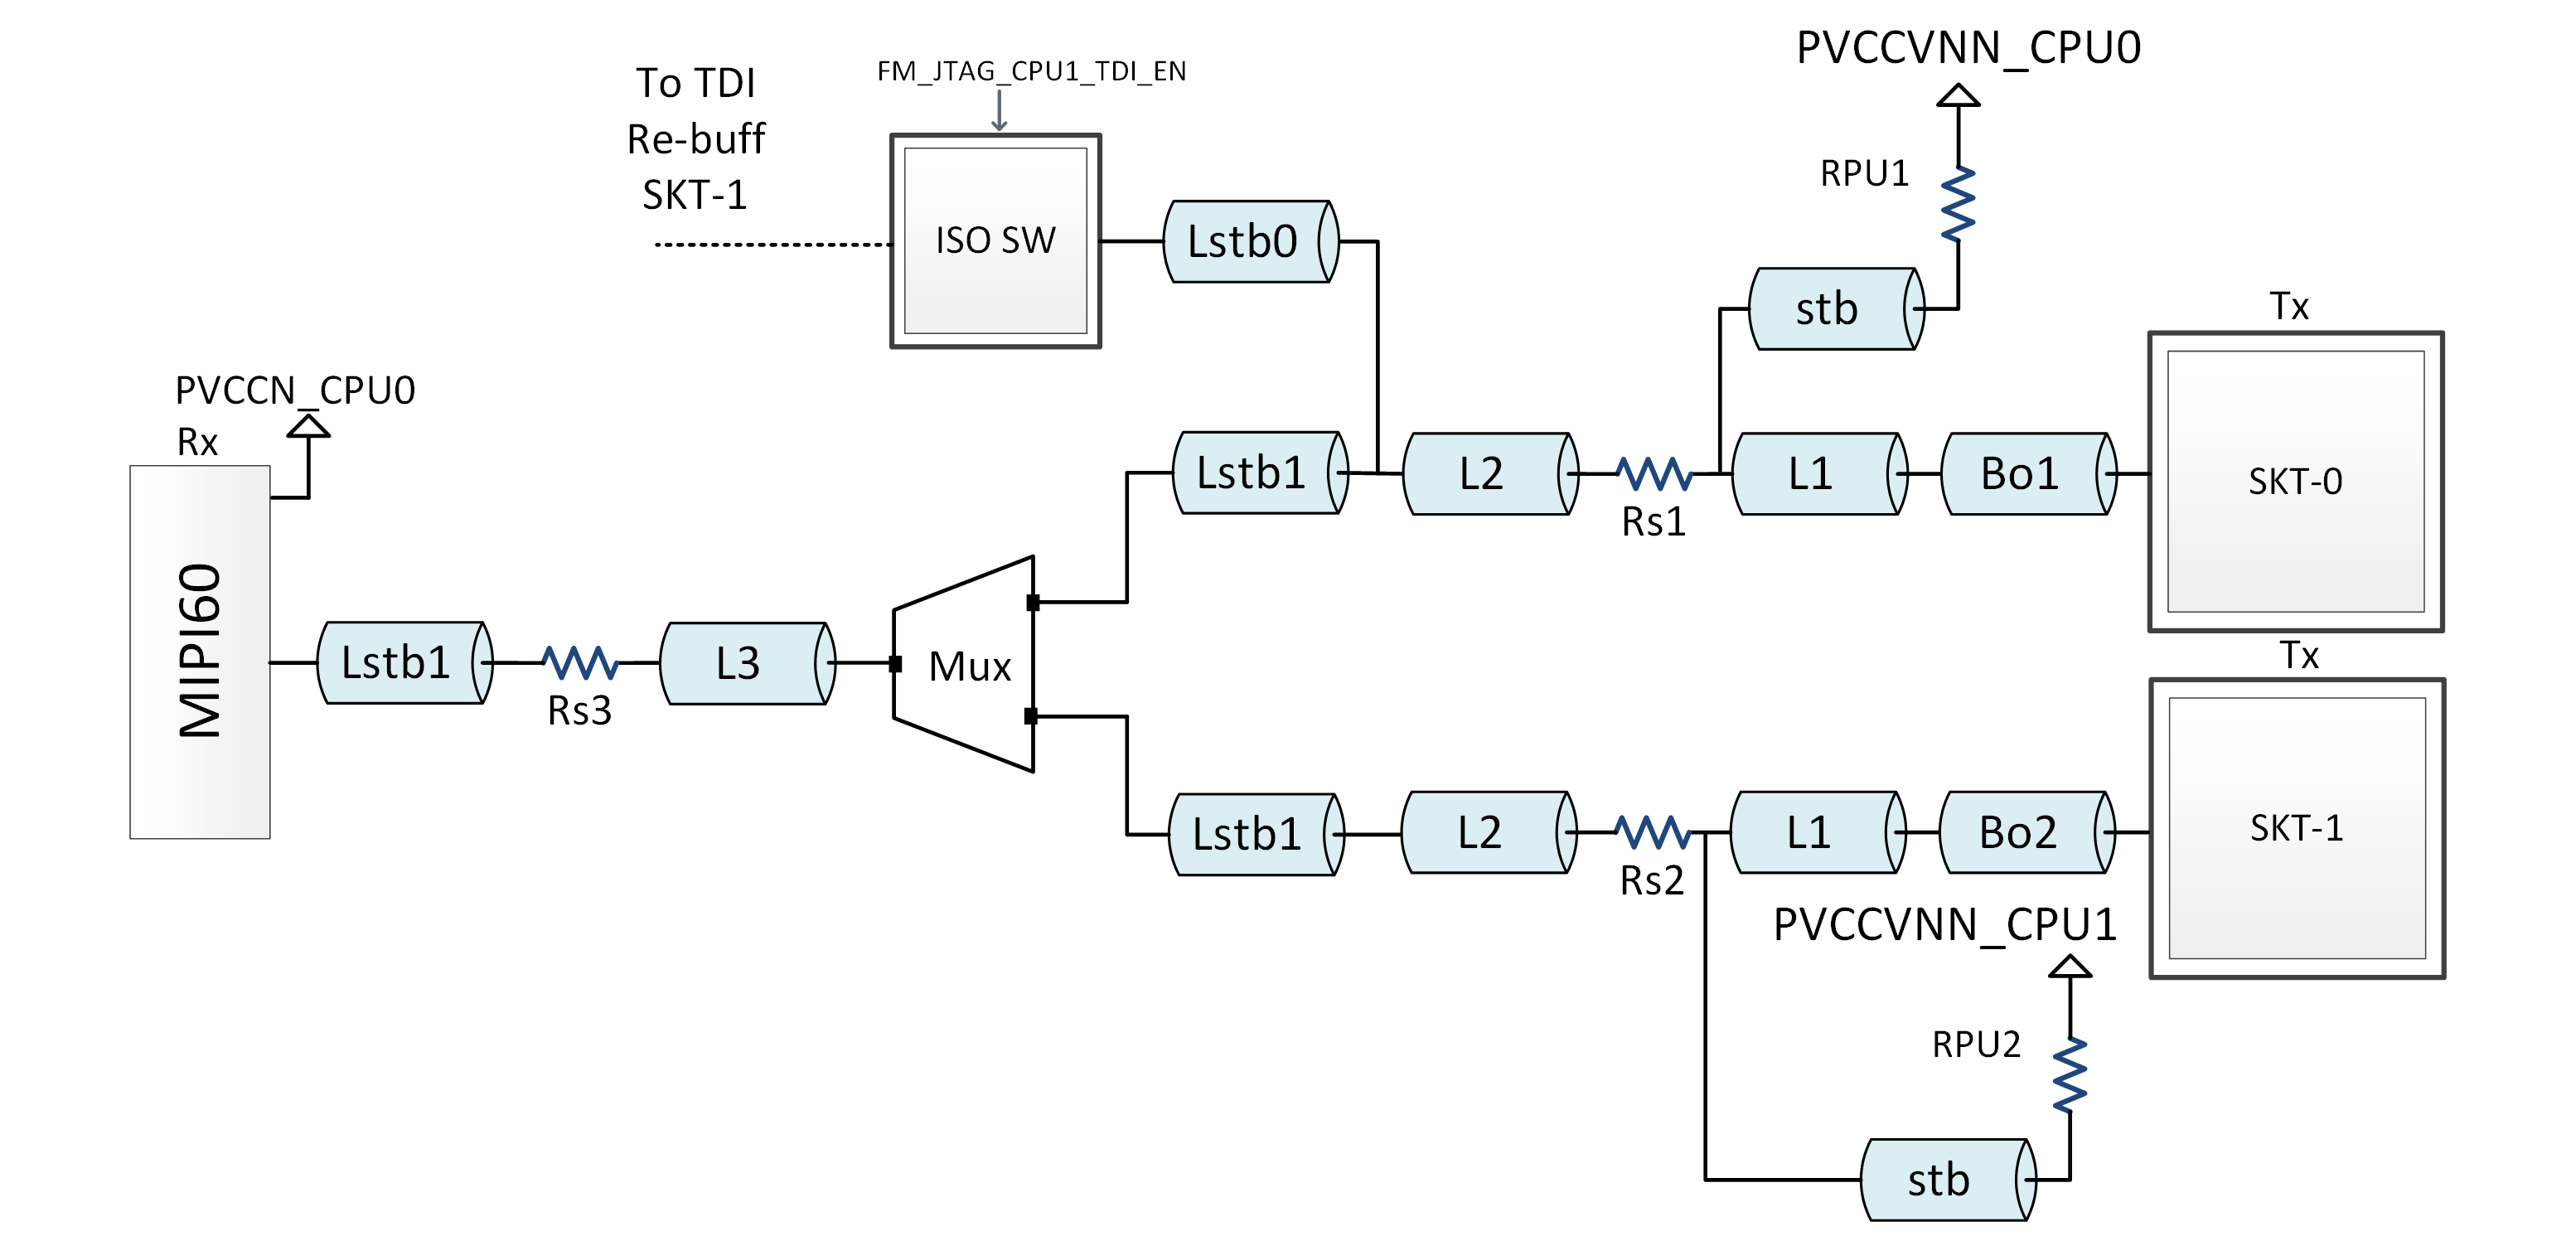 PVCCVNN_CPU0
To TDI
Re-buff
SKT-1
FM_JTAG_CPU1_TDI_EN
RPU1
ISO SW
Lstb0
stb
Tx
PVCCN_CPU0
Rx
Lstb1
L2
Rs1
L1
Bo1
SKT-0
MIPI60
Lstb1
Rs3
L3
Mux
Tx
Lstb1
L2
Rs2
L1
Bo2
SKT-1
PVCCVNN_CPU1
RPU2
stb